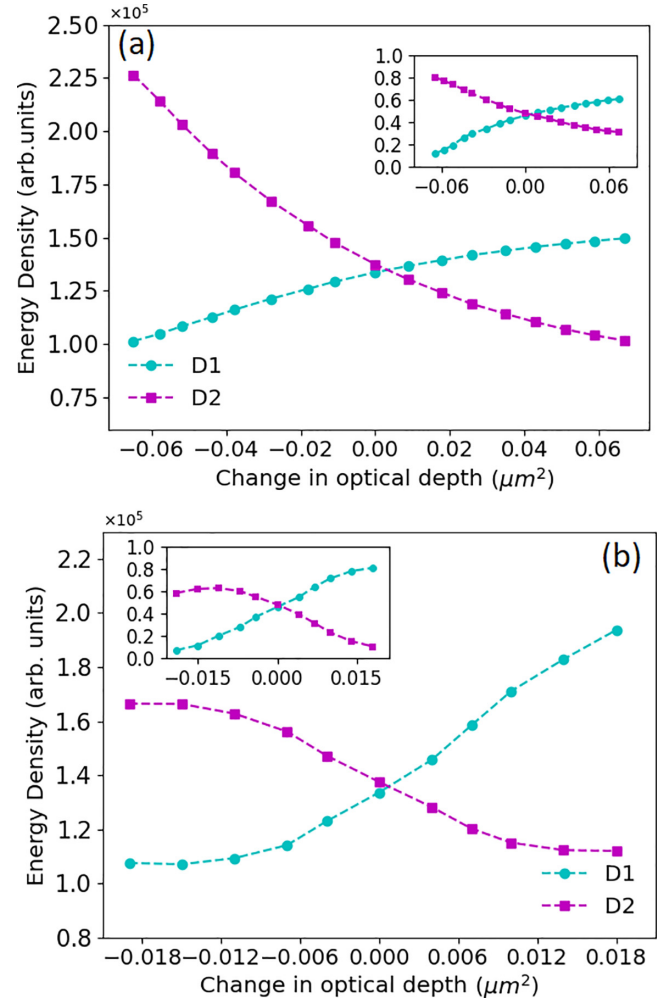 ×10⁵
(a)
2.50
2.25
2.00
1.75
1.50
1.25
1.00
0.75
Energy Density (arb.units)
1.0
0.8
0.6
0.4
0.2
0.0
−0.06 0.00 0.06
D1
D2
−0.06 −0.04 −0.02 0.00 0.02 0.04 0.06
Change in optical depth (μm²)
×10⁵
(b)
2.2
2.0
1.8
1.6
1.4
1.2
1.0
0.8
Energy Density (arb. units)
1.0
0.8
0.6
0.4
0.2
0.0
−0.015 0.000 0.015
D1
D2
−0.018 −0.012 −0.006 0.000 0.006 0.012 0.018
Change in optical depth (μm²)